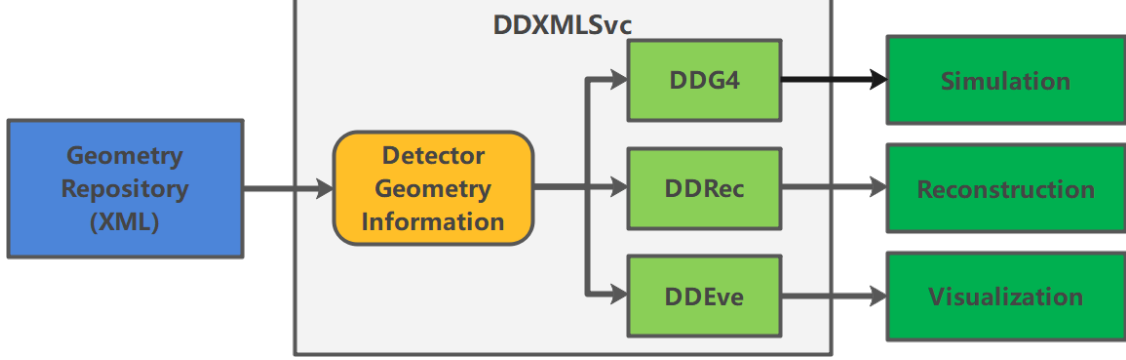 DDXMLSvc
Geometry
Repository
(XML)
Detector
Geometry
Information
DDG4
DDRec
DDEve
Simulation
Reconstruction
Visualization